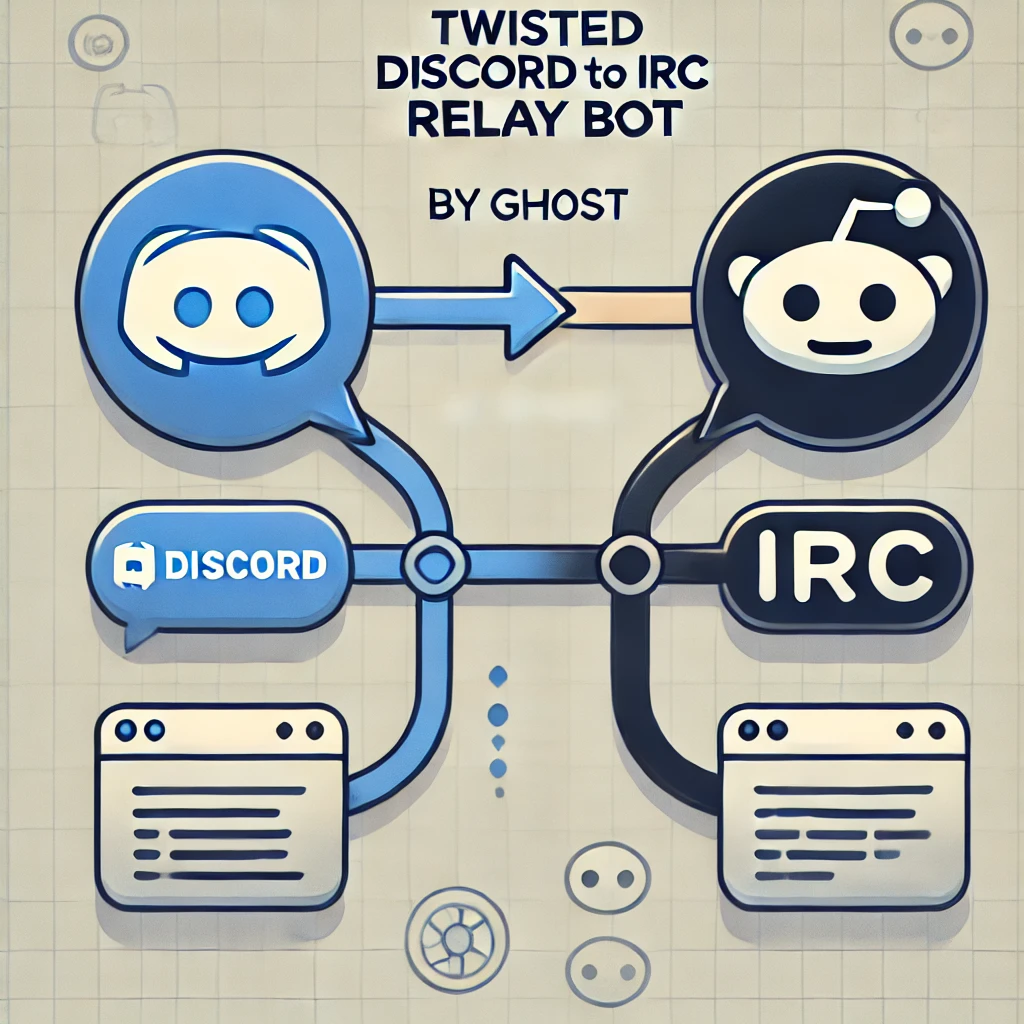 TWISTED
DISCORD to IRC
RELAY BOT
BY GHOST
DISCORD
IRC